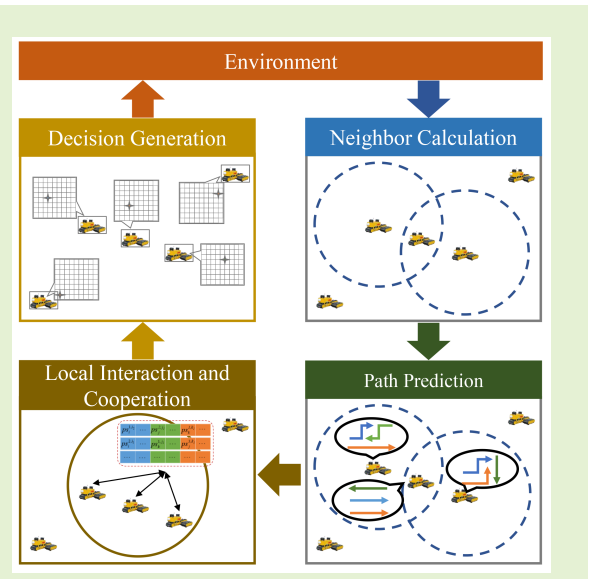 Environment
Decision Generation
Neighbor Calculation
Local Interaction and
Cooperation
Path Prediction